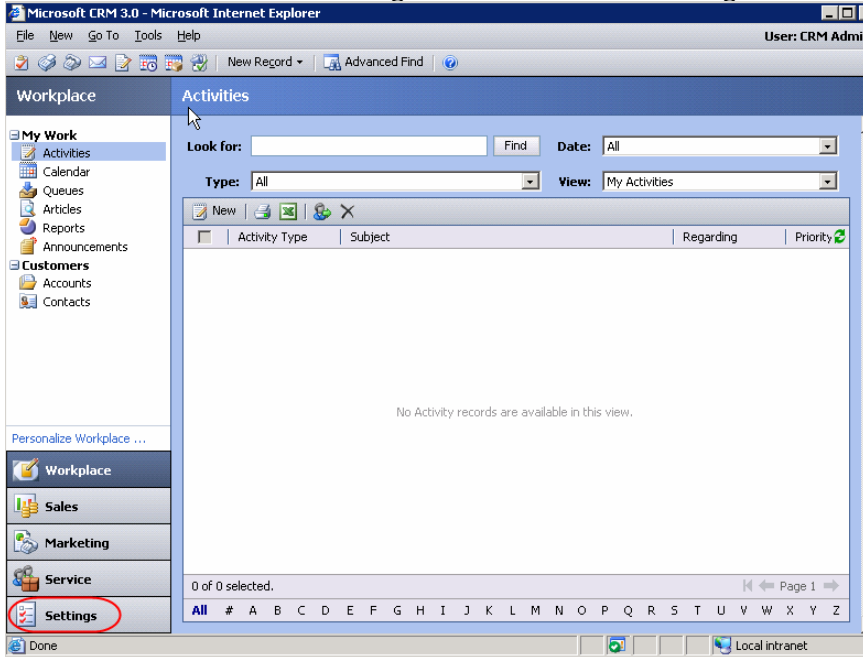 Microsoft CRM 3.0 - Microsoft Internet Explorer
File New Go To Tools Help User: CRM Admi
New Record Advanced Find
Workplace
Activities
My Work
Activities
Calendar
Queues
Articles
Reports
Announcements
Customers
Accounts
Contacts
Look for: Find Date: All
Type: All View: My Activities
New
Activity Type Subject Regarding Priority
No Activity records are available in this view.
Personalize Workplace ...
Workplace
Sales
Marketing
Service
Settings
0 of 0 selected. Page 1
All # A B C D E F G H I J K L M N O P Q R S T U V W X Y Z
Done Local intranet